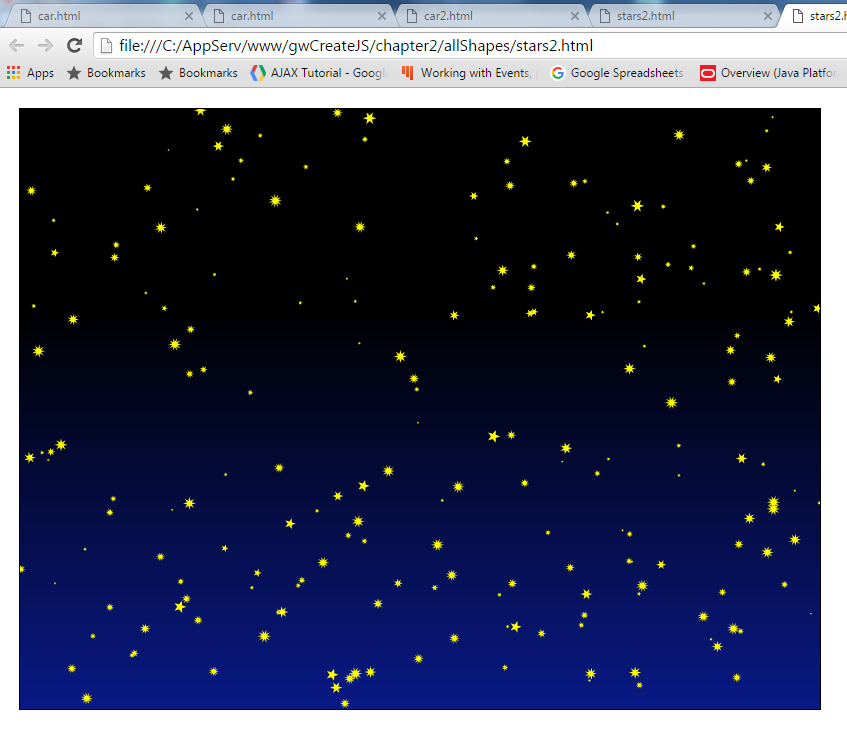 car.html car.html car2.html stars2.html stars2.h
file:///C:/AppServ/www/gwCreateJS/chapter2/allShapes/stars2.html
Apps Bookmarks Bookmarks AJAX Tutorial - Googl Working with Events, Google Spreadsheets Overview (Java Platfor